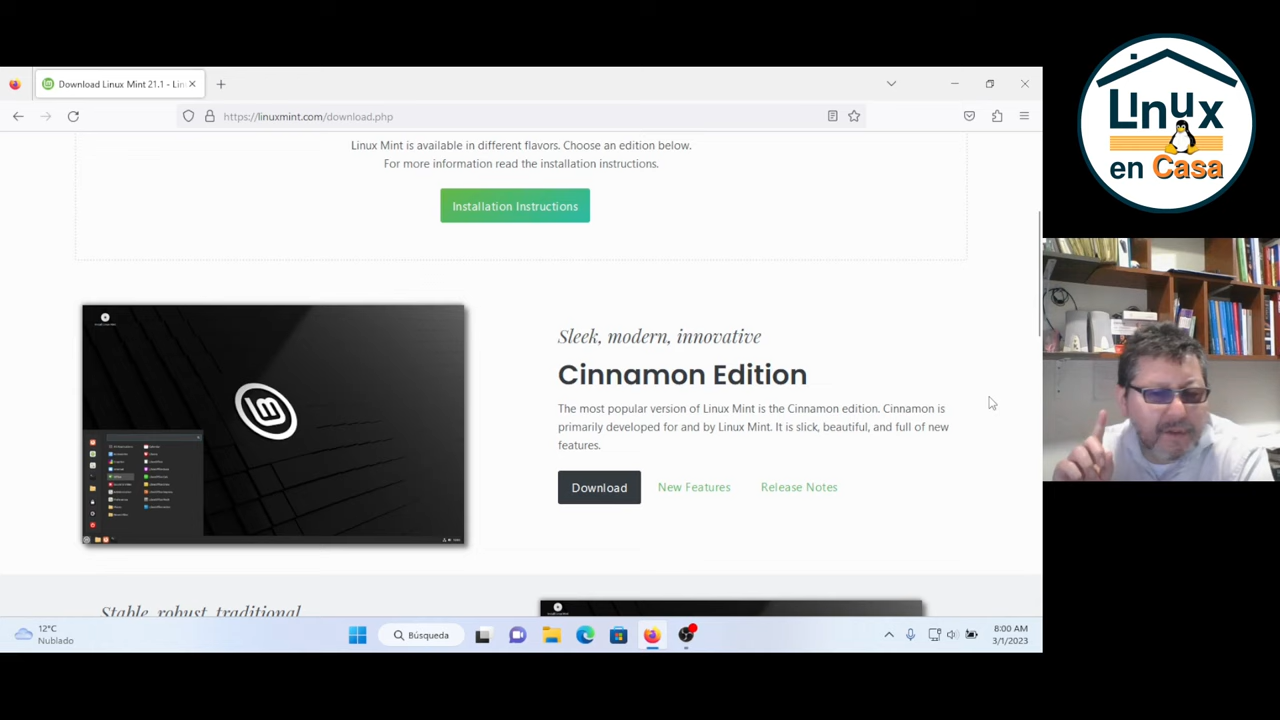 Download Linux Mint 21.1 - Lin
https://linuxmint.com/download.php
Linux Mint is available in different flavors. Choose an edition below.
For more information read the installation instructions.
Installation Instructions
Sleek, modern, innovative
Cinnamon Edition
The most popular version of Linux Mint is the Cinnamon edition. Cinnamon is
primarily developed for and by Linux Mint. It is slick, beautiful, and full of new
features.
Download
New Features
Release Notes
Stable, robust, traditional
12°C
Nublado
Búsqueda
8:00 AM
3/1/2023
Linux
en Casa